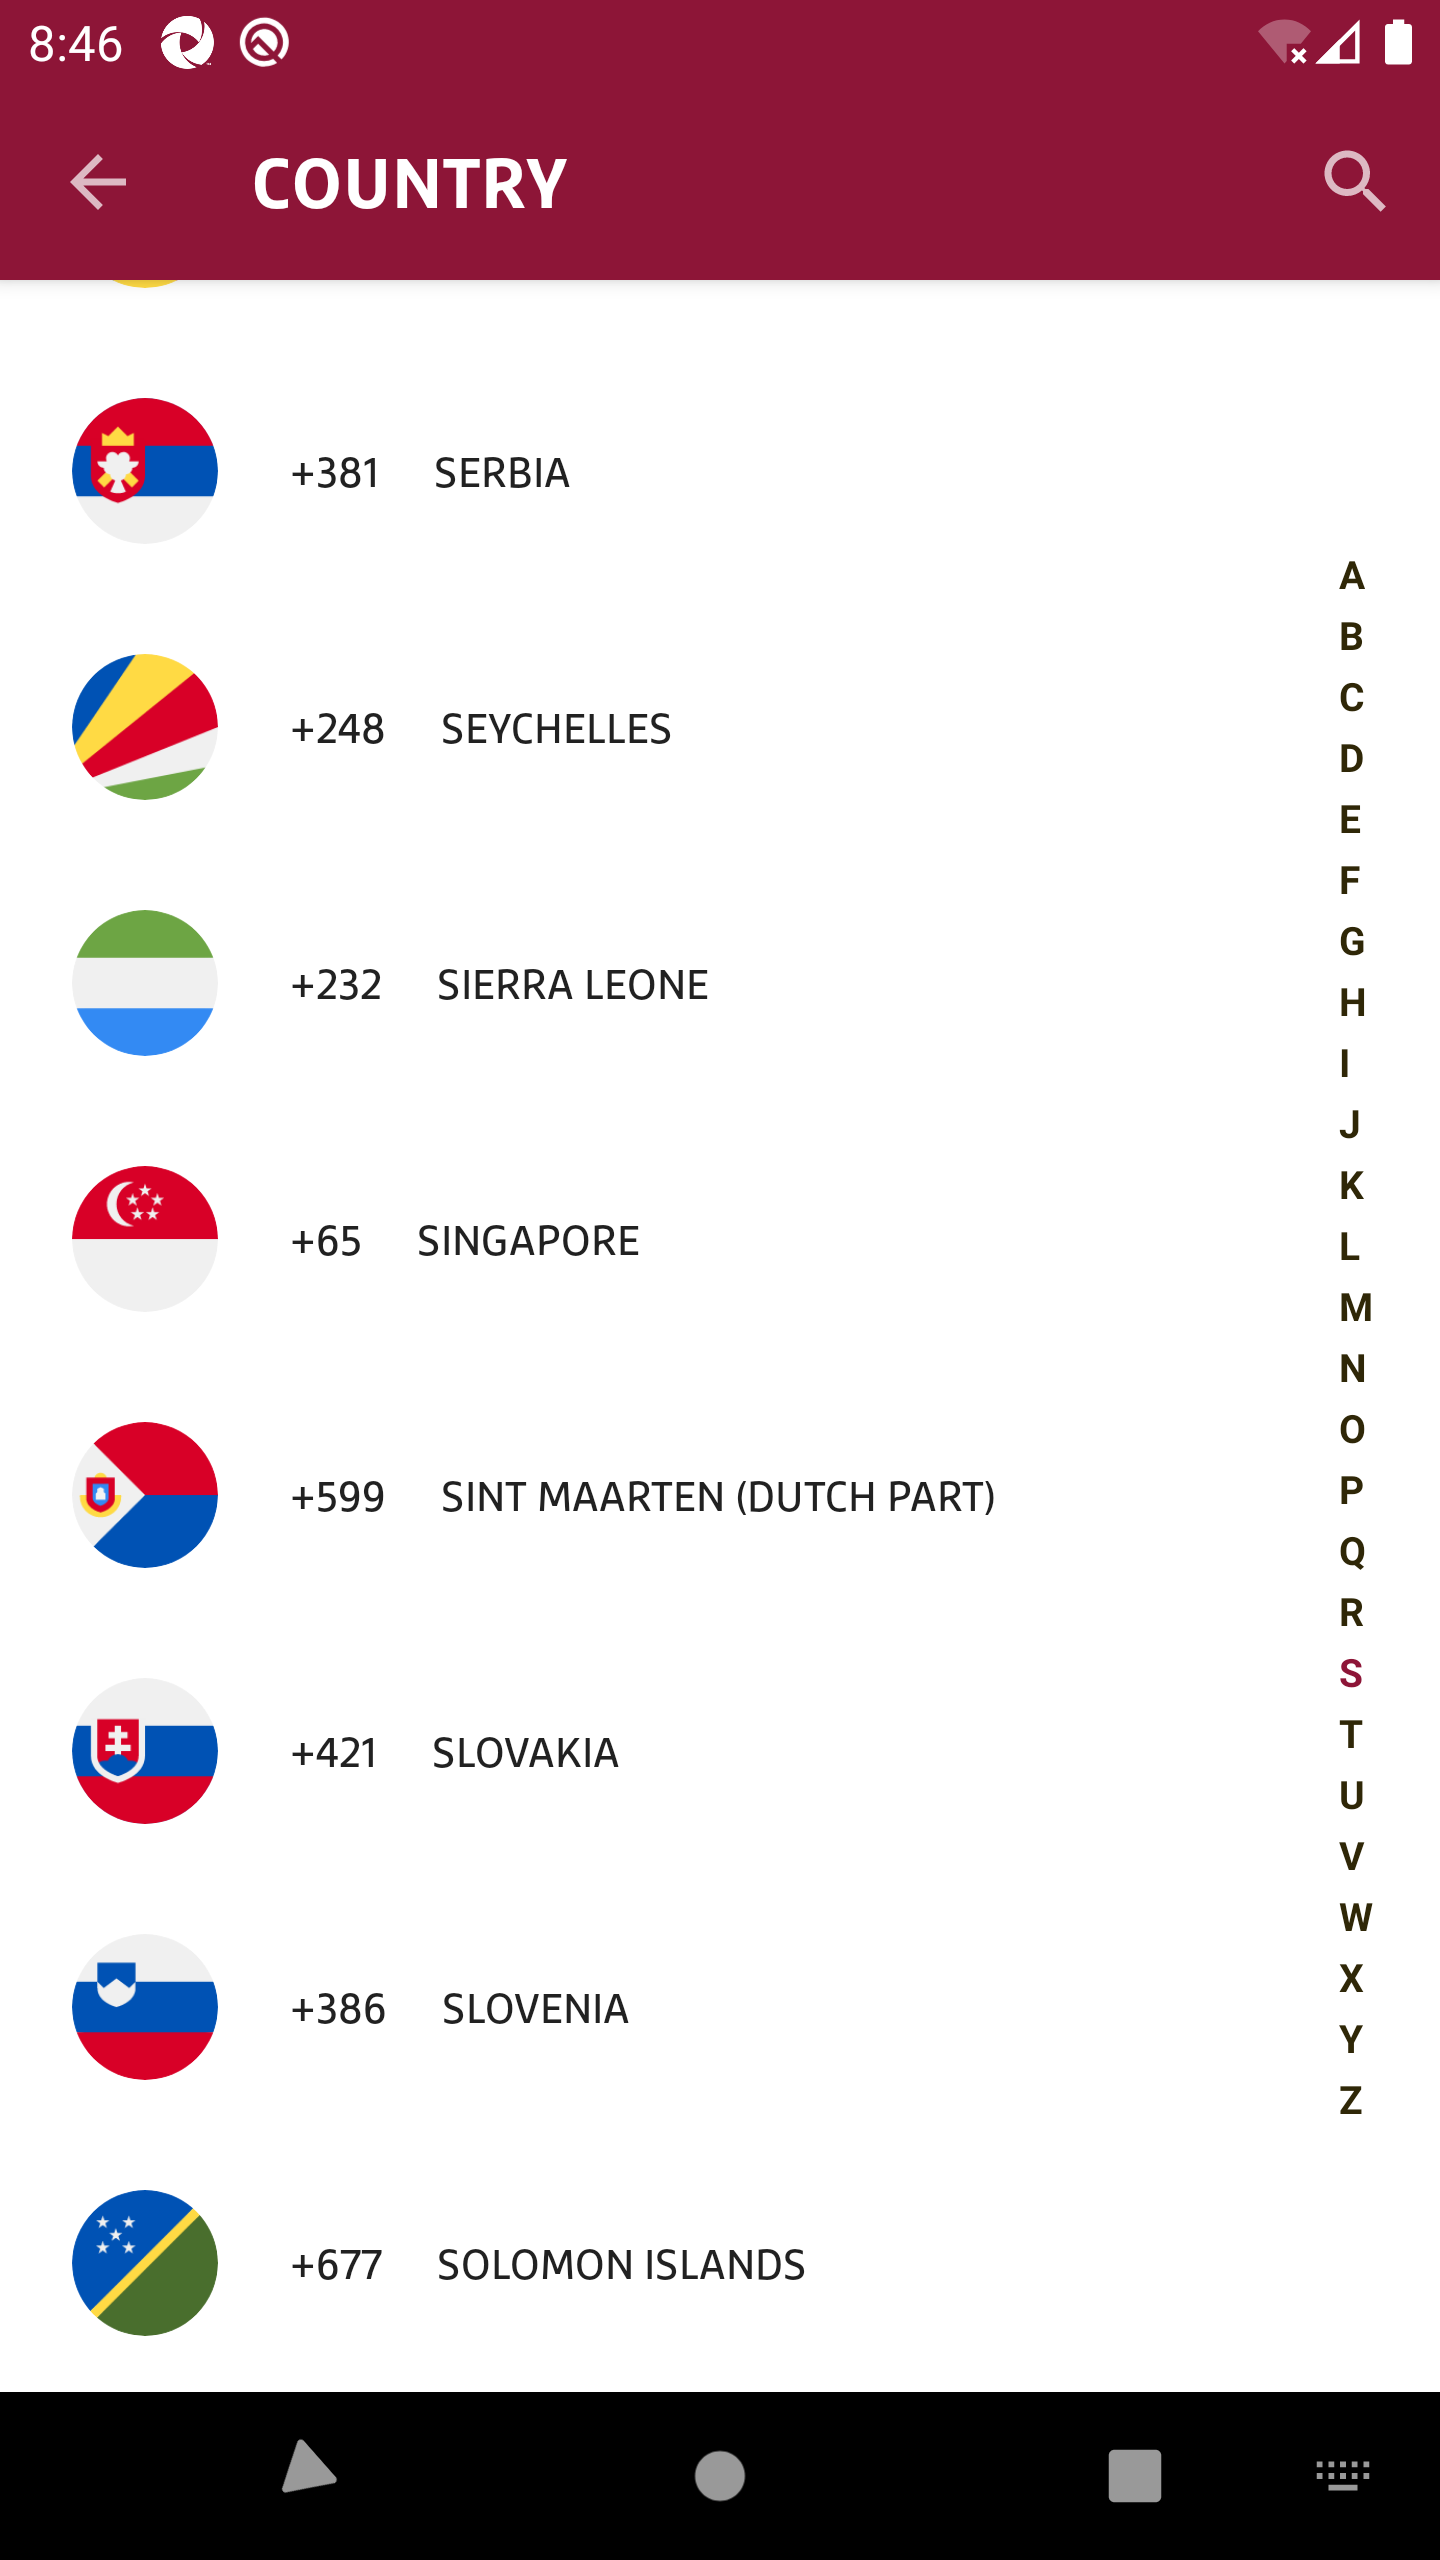 8:46
COUNTRY
+381 SERBIA
+248 SEYCHELLES
+232 SIERRA LEONE
+65 SINGAPORE
+599 SINT MAARTEN (DUTCH PART)
+421 SLOVAKIA
+386 SLOVENIA
+677 SOLOMON ISLANDS
A
B
C
D
E
F
G
H
I
J
K
L
M
N
O
P
Q
R
S
T
U
V
W
X
Y
Z